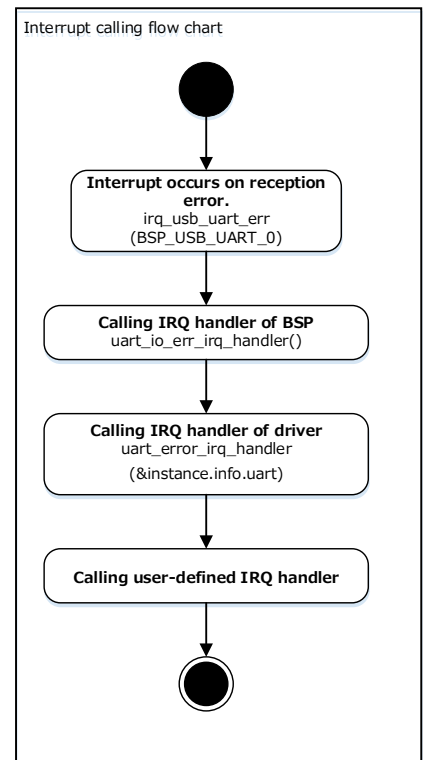 Interrupt calling flow chart
Interrupt occurs on reception
error.
irq_usb_uart_err
(BSP_USB_UART_0)
Calling IRQ handler of BSP
uart_io_err_irq_handler()
Calling IRQ handler of driver
uart_error_irq_handler
(&instance.info.uart)
Calling user-defined IRQ handler